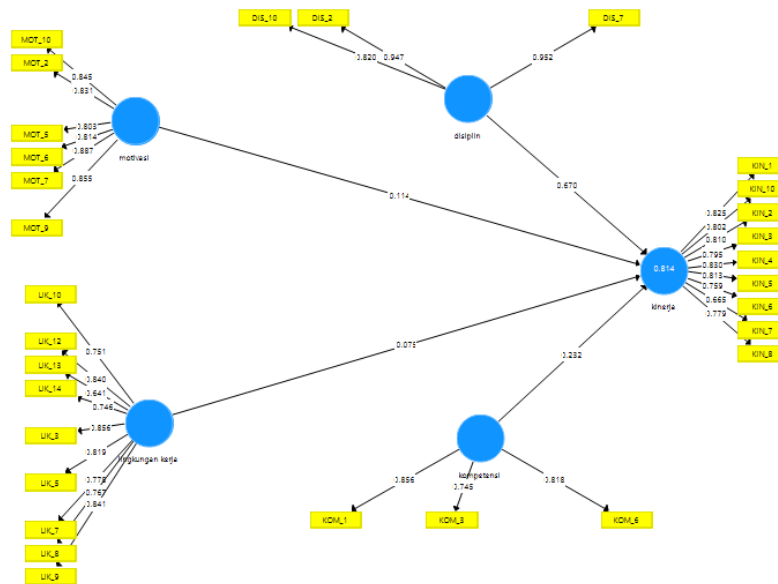 DIS_10
DIS_2
DIS_7
0.820
0.947
0.952
disiplin
MOT_10
MOT_2
MOT_5
MOT_6
MOT_7
MOT_9
0.845
0.831
0.803
0.814
0.887
0.855
motivasi
0.114
0.670
KIN_1
KIN_10
KIN_2
KIN_3
KIN_4
KIN_5
KIN_6
KIN_7
KIN_8
0.825
0.802
0.810
0.795
0.830
0.813
0.759
0.665
0.779
0.814
kinerja
LIK_10
LIK_12
LIK_13
LIK_14
LIK_3
LIK_5
LIK_7
LIK_8
LIK_9
0.751
0.840
0.641
0.746
0.856
0.819
0.778
0.767
0.841
lingkungan kerja
0.075
0.232
kompetensi
0.856
0.745
0.818
KOM_1
KOM_3
KOM_6